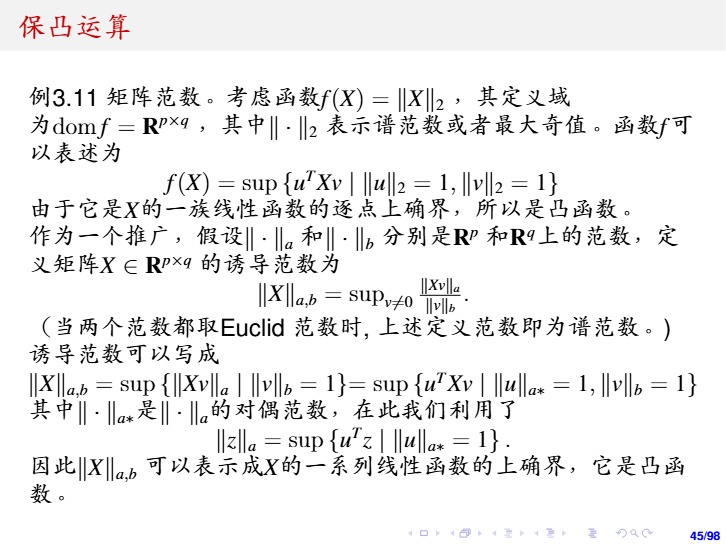 保凸运算
例3.11 矩阵范数。考虑函数f(X) = ‖X‖₂ ，其定义域
为dom f = R^{p×q} ，其中‖ · ‖₂ 表示谱范数或者最大奇值。函数f 可
以表述为
f(X) = sup {u^T Xv | ‖u‖₂ = 1, ‖v‖₂ = 1}
由于它是X的一族线性函数的逐点上确界，所以是凸函数。
作为一个推广，假设‖ · ‖_a 和‖ · ‖_b 分别是R^p 和R^q上的范数，定
义矩阵X ∈ R^{p×q} 的诱导范数为
‖X‖_{a,b} = sup_{v≠0} \frac{‖Xv‖_a}{‖v‖_b}.
（当两个范数都取Euclid 范数时, 上述定义范数即为谱范数。)
诱导范数可以写成
‖X‖_{a,b} = sup {‖Xv‖_a | ‖v‖_b = 1}= sup {u^T Xv | ‖u‖_{a*} = 1, ‖v‖_b = 1}
其中‖ · ‖_{a*}是‖ · ‖_a的对偶范数，在此我们利用了
‖z‖_a = sup {u^T z | ‖u‖_{a*} = 1} .
因此‖X‖_{a,b} 可以表示成X的一系列线性函数的上确界，它是凸函
数。
45/98